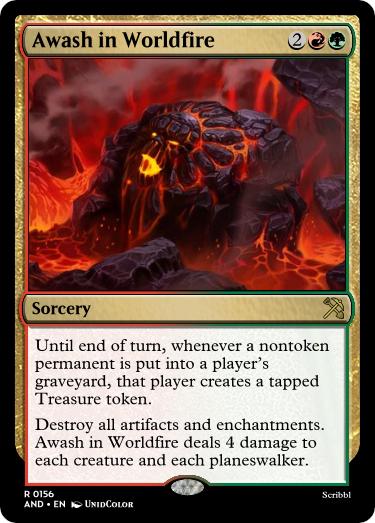 Awash in Worldfire 2
Sorcery
Until end of turn, whenever a nontoken
permanent is put into a player's
graveyard, that player creates a tapped
Treasure token.
Destroy all artifacts and enchantments.
Awash in Worldfire deals 4 damage to
each creature and each planeswalker.
R 0156
AND • EN UNIDCOLOR Scribbl